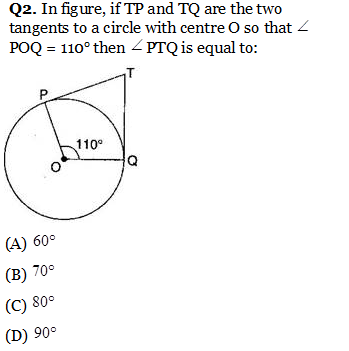 Q2. In figure, if TP and TQ are the two
tangents to a circle with centre O so that ∠
POQ = 110° then ∠ PTQ is equal to:
T
P
110°
O
Q
(A) 60°
(B) 70°
(C) 80°
(D) 90°